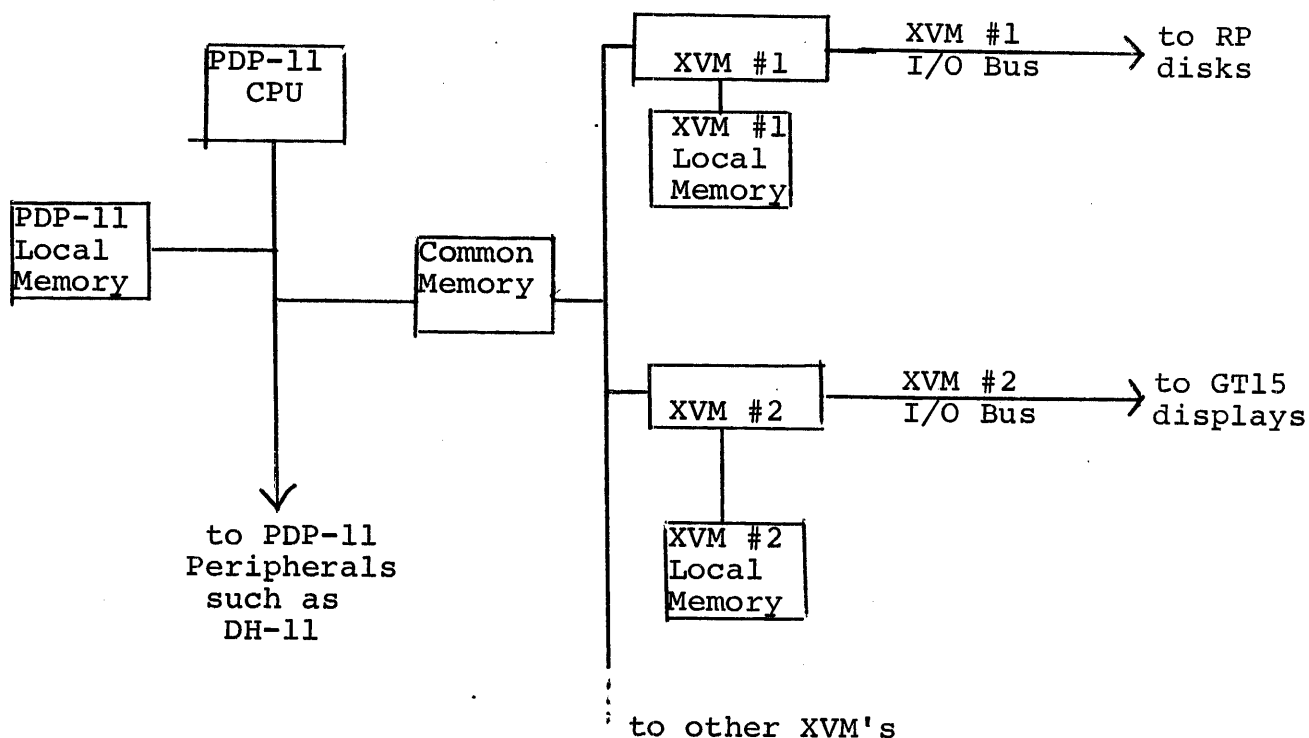 PDP-11
CPU
PDP-11
Local
Memory
Common
Memory
to PDP-11
Peripherals
such as
DH-11
XVM #1
XVM #1
Local
Memory
XVM #1
I/O Bus
to RP
disks
XVM #2
XVM #2
I/O Bus
to GT15
displays
XVM #2
Local
Memory
to other XVM's